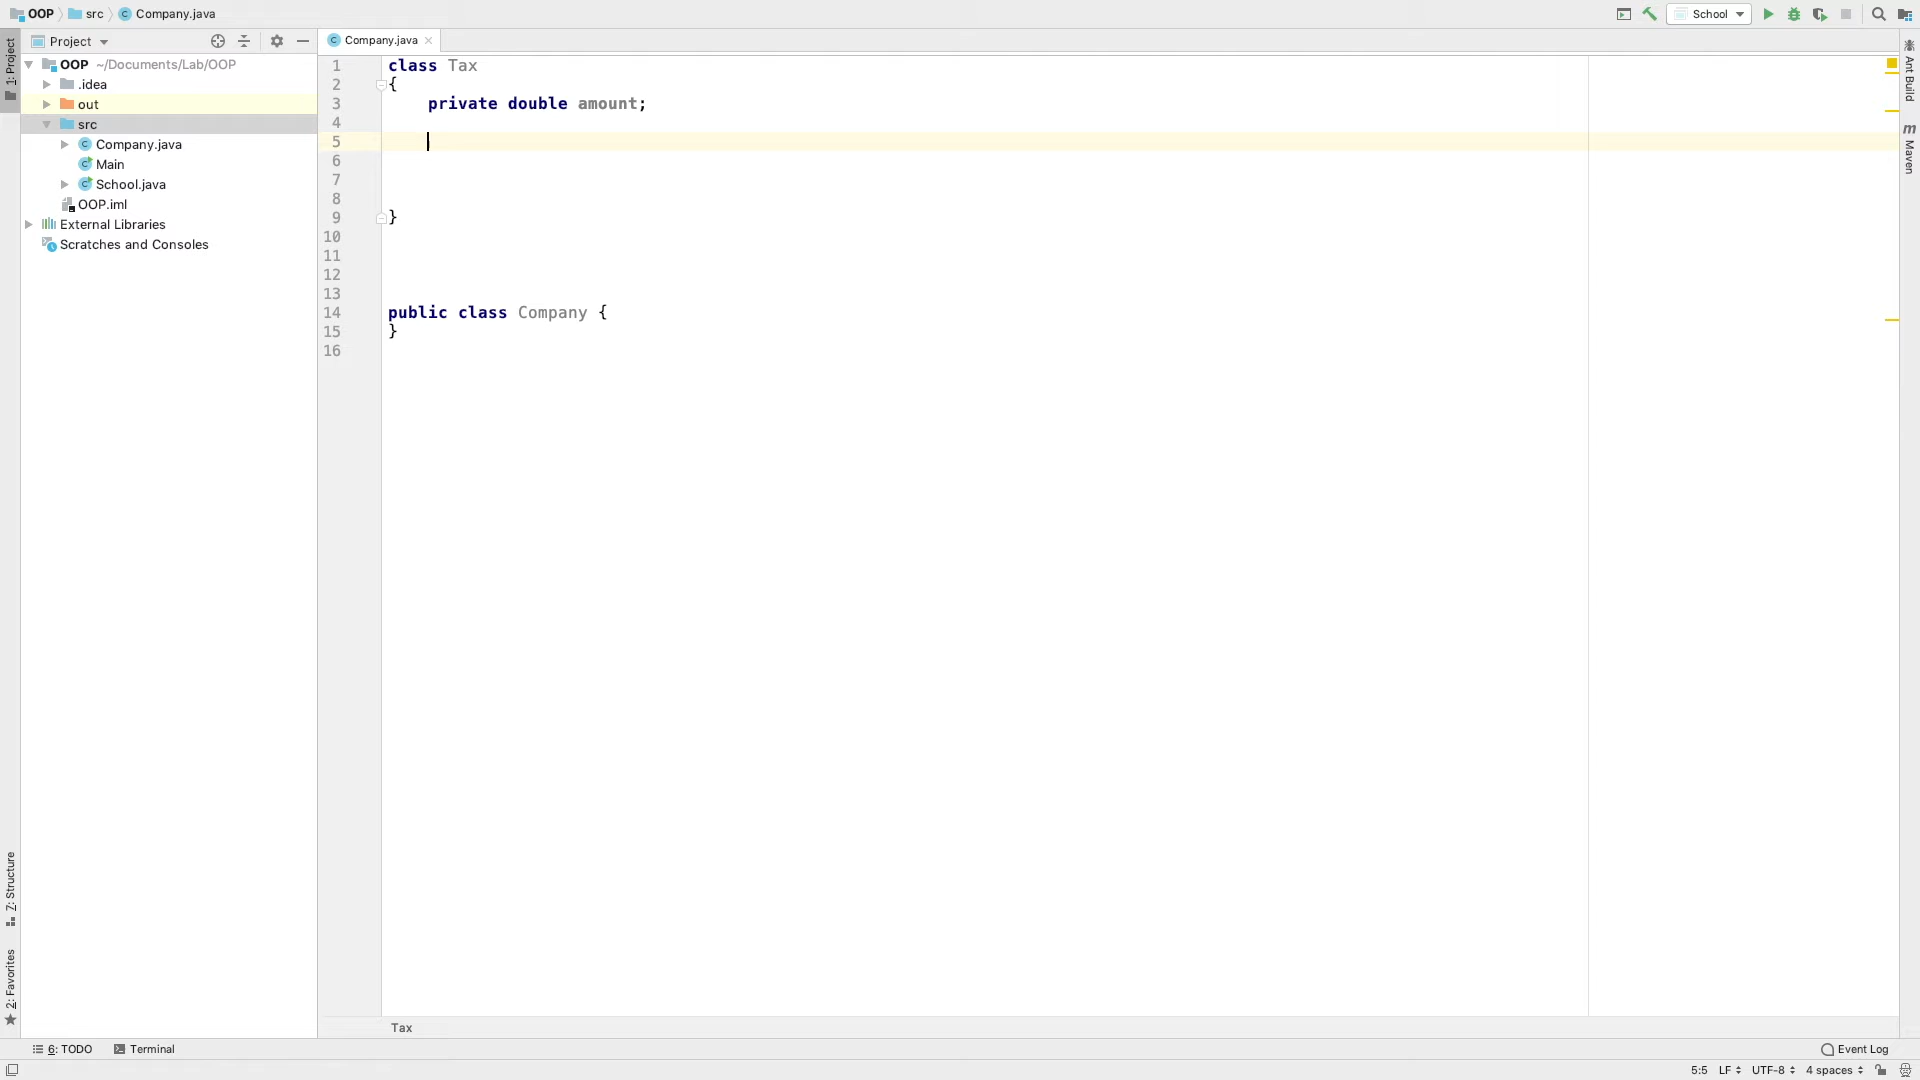 OOP src Company.java School
1: Project
Project
Company.java
OOP ~/Documents/Lab/OOP
.idea
out
src
Company.java
Main
School.java
OOP.iml
External Libraries
Scratches and Consoles
1 class Tax
2 {
3 private double amount;
4
5
6
7
8
9 }
10
11
12
13
14 public class Company {
15 }
16
Ant Build
m Maven
Z: Structure
2: Favorites
Tax
6: TODO Terminal Event Log
5:5 LF UTF-8 4 spaces